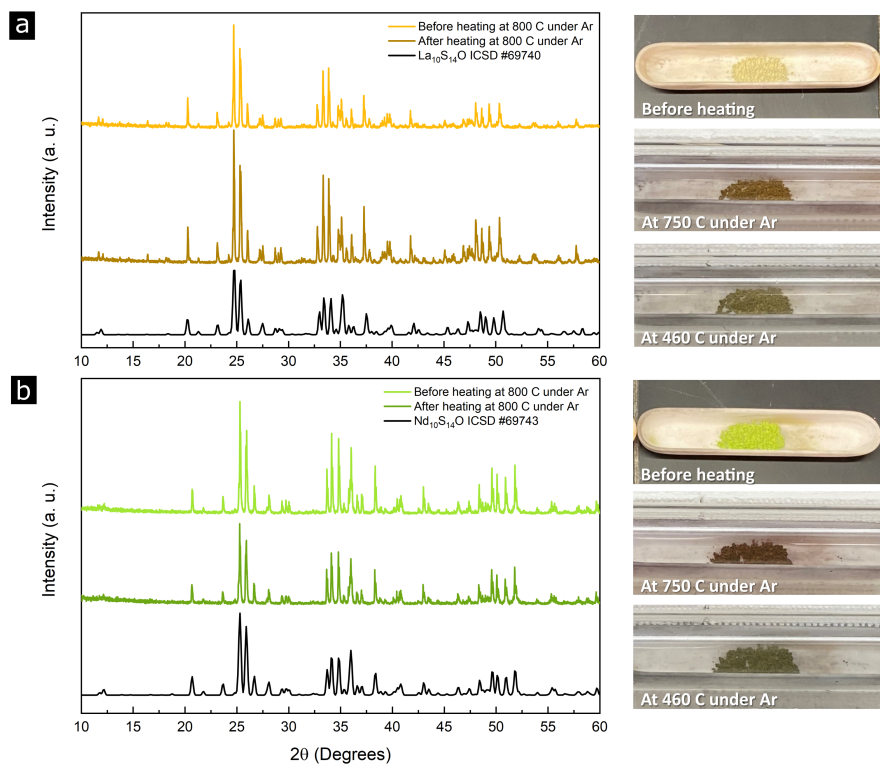 a
Before heating at 800 C under Ar
After heating at 800 C under Ar
La₁₀S₁₄O ICSD #69740
Intensity (a. u.)
10 15 20 25 30 35 40 45 50 55 60
Before heating
At 750 C under Ar
At 460 C under Ar
b
Before heating at 800 C under Ar
After heating at 800 C under Ar
Nd₁₀S₁₄O ICSD #69743
Intensity (a. u.)
10 15 20 25 30 35 40 45 50 55 60
2θ (Degrees)
Before heating
At 750 C under Ar
At 460 C under Ar